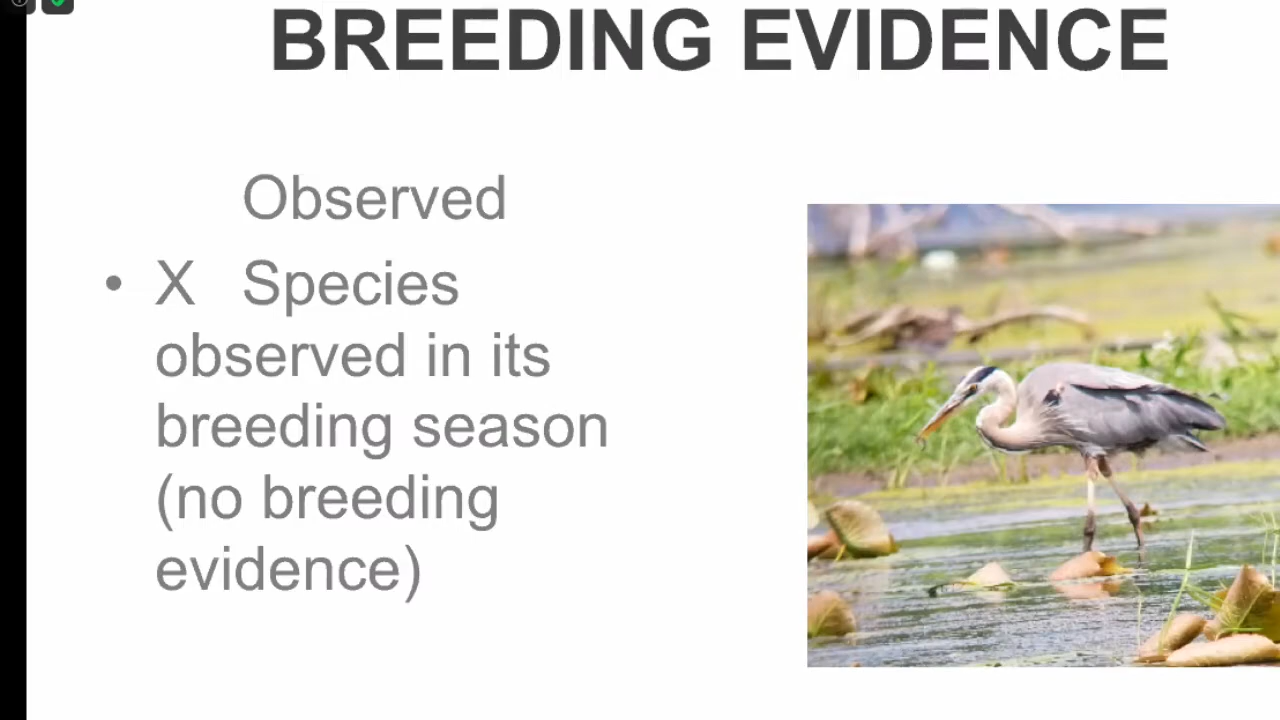 BREEDING EVIDENCE
Observed
• X Species
observed in its
breeding season
(no breeding
evidence)